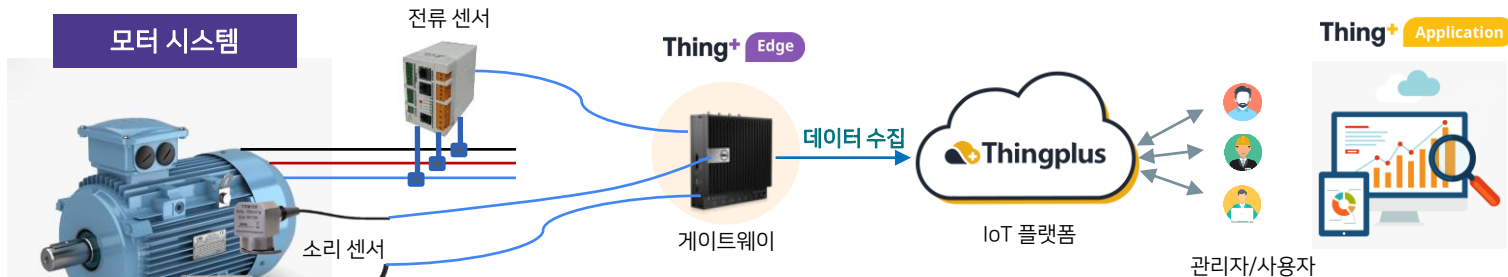 모터 시스템
전류 센서
소리 센서
Thing+ Edge
게이트웨이
데이터 수집
Thingplus
IoT 플랫폼
관리자/사용자
Thing+ Application